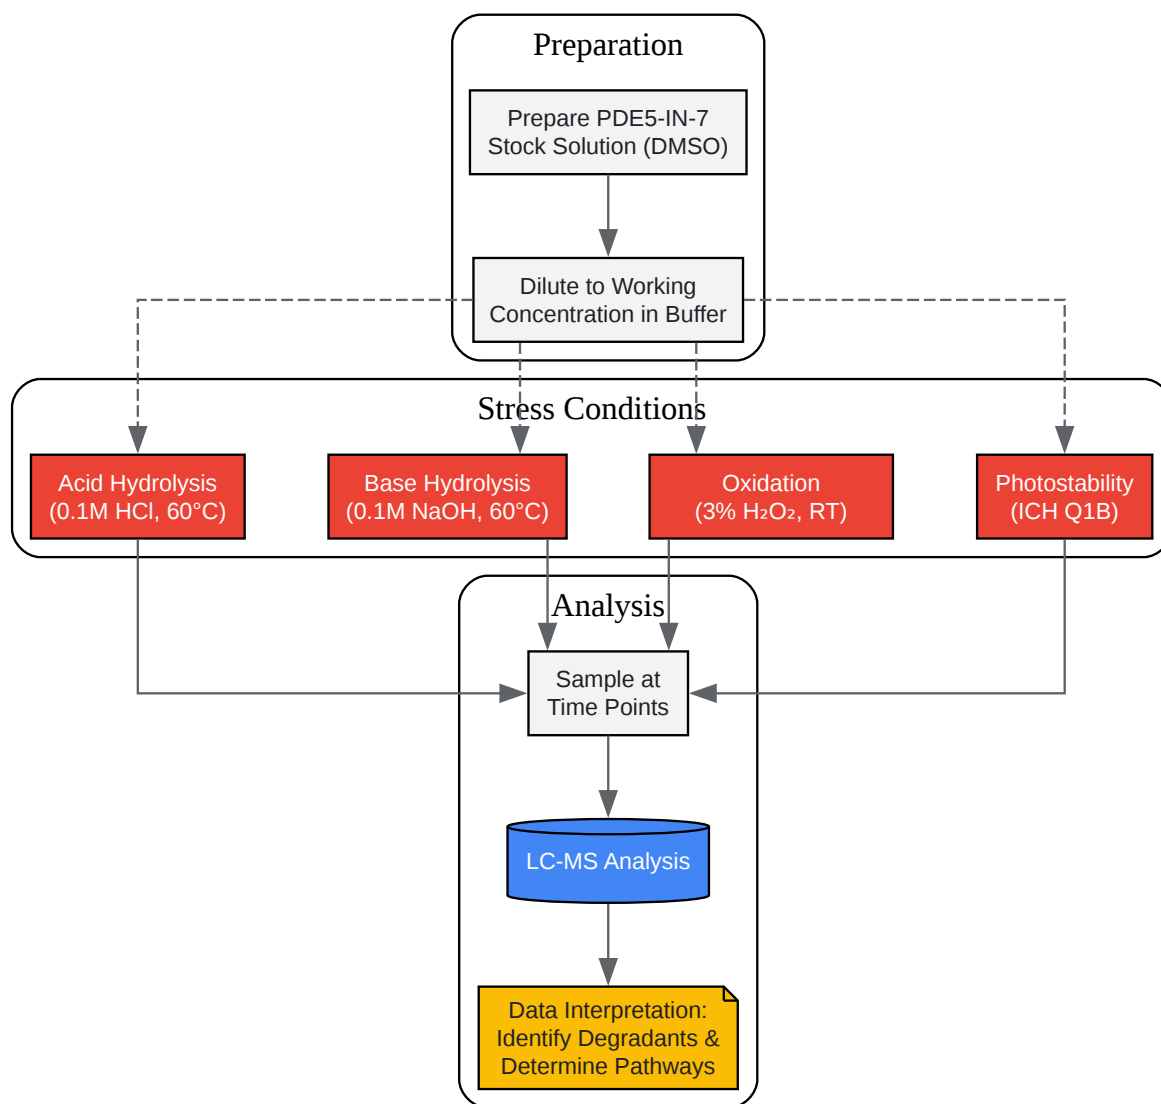 Preparation
Prepare PDE5-IN-7
Stock Solution (DMSO)
Dilute to Working
Concentration in Buffer
Stress Conditions
Acid Hydrolysis
(0.1M HCl, 60°C)
Base Hydrolysis
(0.1M NaOH, 60°C)
Oxidation
(3% H₂O₂, RT)
Photostability
(ICH Q1B)
Analysis
Sample at
Time Points
LC-MS Analysis
Data Interpretation:
Identify Degradants &
Determine Pathways